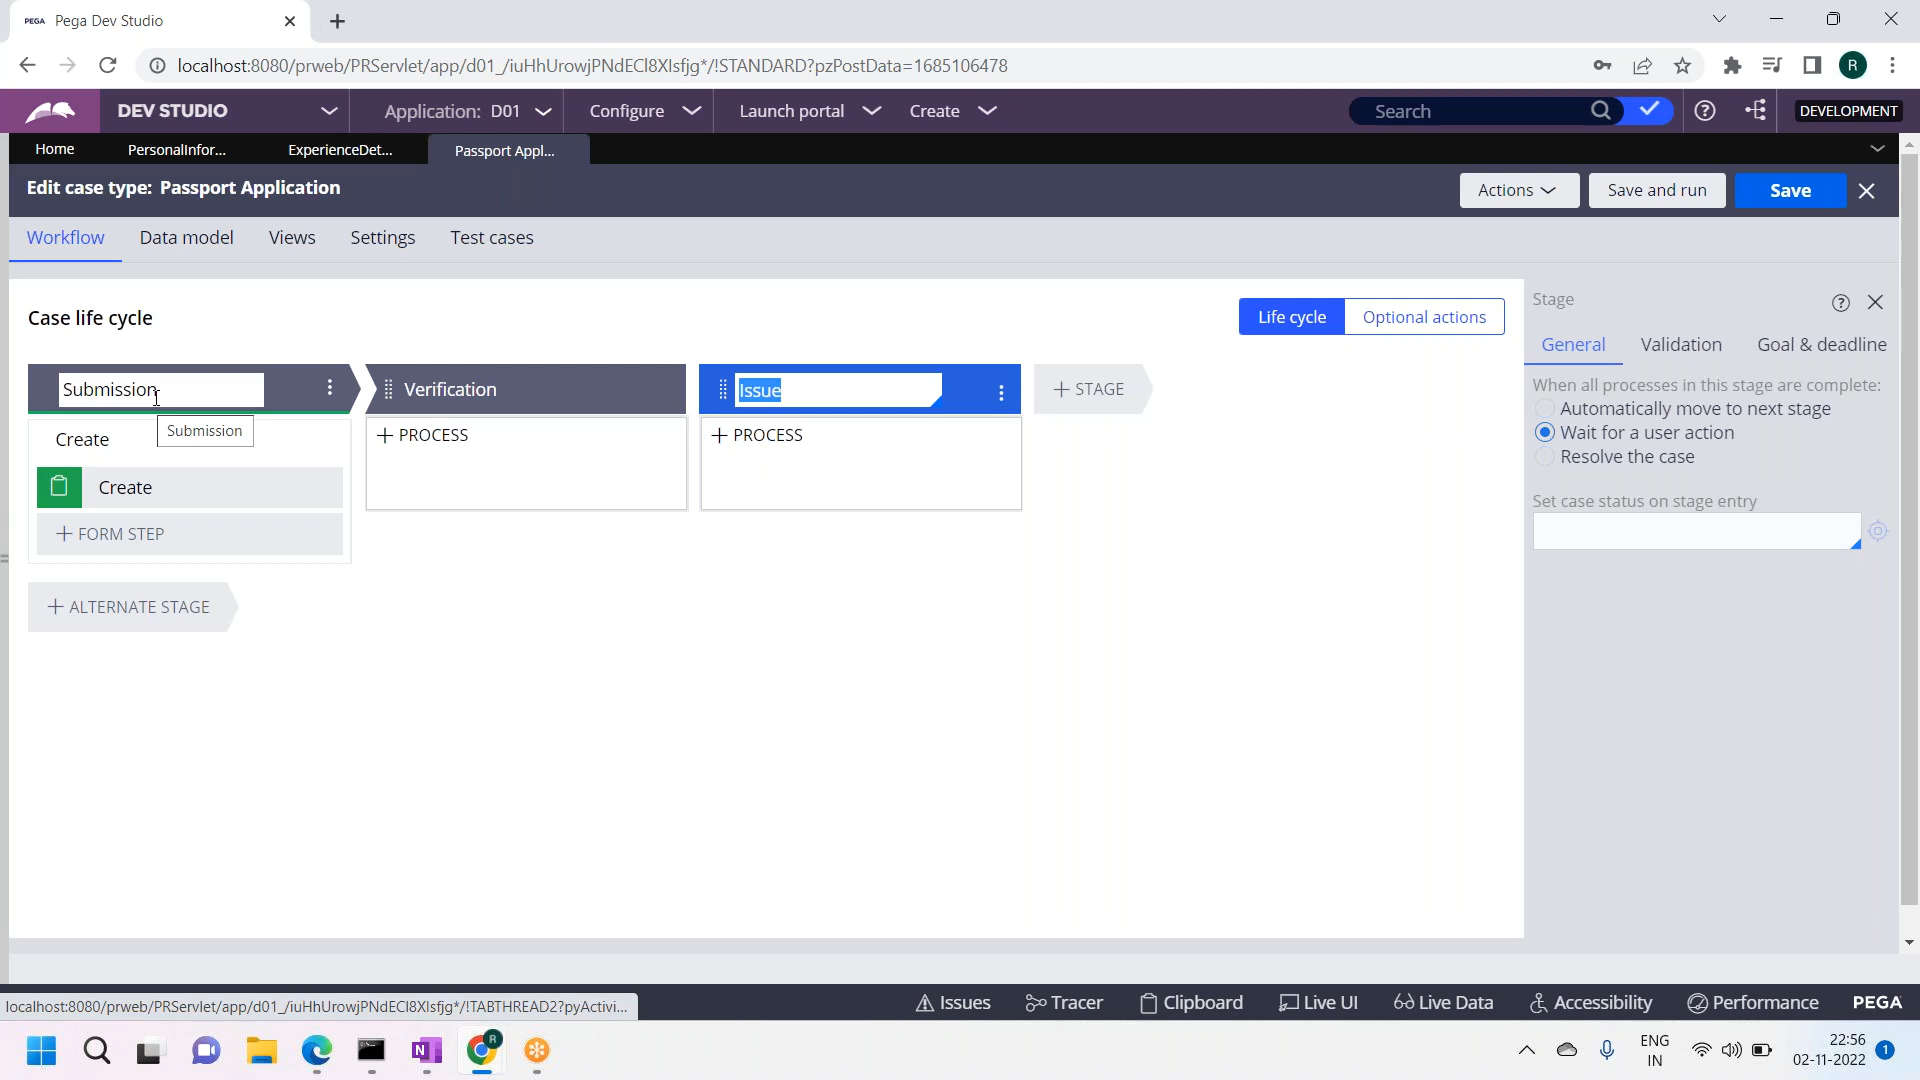 PEGA Pega Dev Studio
localhost:8080/prweb/PRServlet/app/d01_/iuHhUrowjPNdECl8XIsfjg*/!STANDARD?pzPostData=1685106478
R
DEV STUDIO Application: D01 Configure Launch portal Create Search DEVELOPMENT
Home PersonalInfor... ExperienceDet... Passport Appl...
Edit case type: Passport Application Actions Save and run Save
Workflow Data model Views Settings Test cases
Case life cycle Life cycle Optional actions
Submission Verification Issue + STAGE
Submission
Create + PROCESS + PROCESS
Create
+ FORM STEP
+ ALTERNATE STAGE
Stage
General Validation Goal & deadline
When all processes in this stage are complete:
Automatically move to next stage
Wait for a user action
Resolve the case
Set case status on stage entry
localhost:8080/prweb/PRServlet/app/d01_/iuHhUrowjPNdECl8XIsfjg*/!TABTHREAD2?pyActivi...
Issues Tracer Clipboard Live UI Live Data Accessibility Performance PEGA
R
ENG
IN
22:56
02-11-2022
1